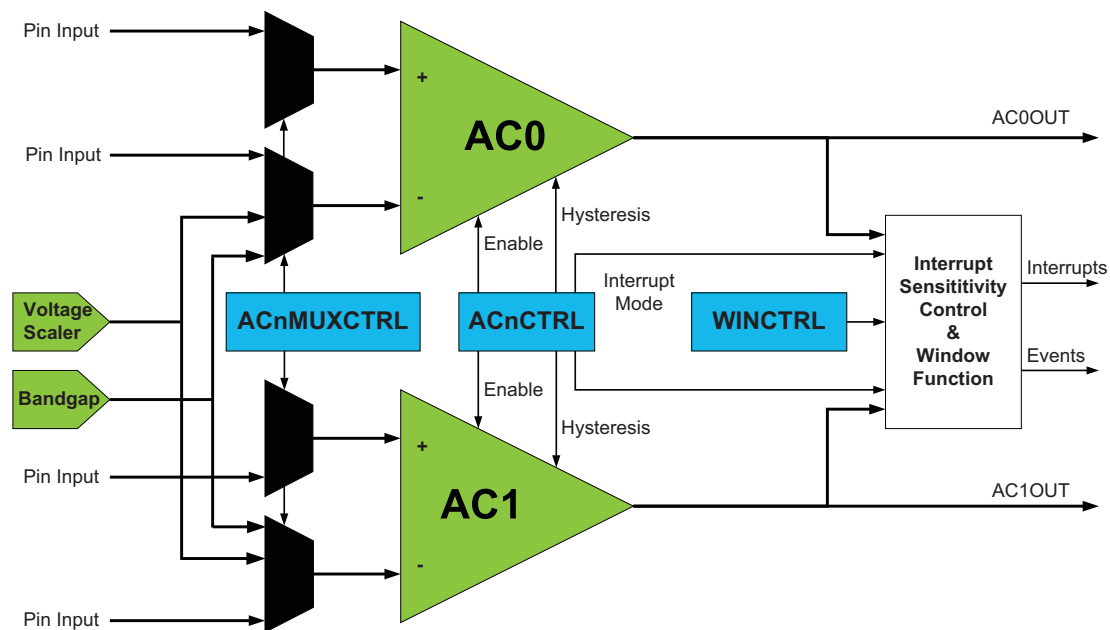 Pin Input
+
AC0
AC0OUT
Pin Input
-
Hysteresis
Enable
Voltage
Scaler
ACnMUXCTRL
ACnCTRL
Interrupt
Mode
WINCTRL
Interrupt
Sensititivity
Control
&
Window
Function
Interrupts
Events
Bandgap
Enable
Hysteresis
+
Pin Input
AC1
AC1OUT
-
Pin Input